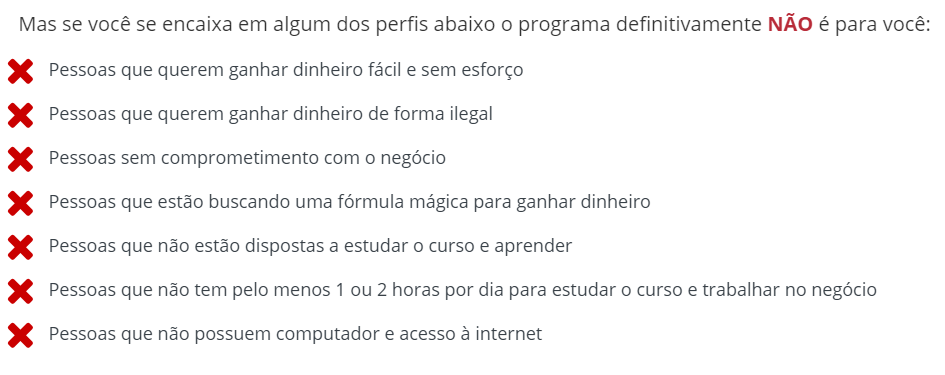 Mas se você se encaixa em algum dos perfis abaixo o programa definitivamente NÃO é para você:
Pessoas que querem ganhar dinheiro fácil e sem esforço
Pessoas que querem ganhar dinheiro de forma ilegal
Pessoas sem comprometimento com o negócio
Pessoas que estão buscando uma fórmula mágica para ganhar dinheiro
Pessoas que não estão dispostas a estudar o curso e aprender
Pessoas que não tem pelo menos 1 ou 2 horas por dia para estudar o curso e trabalhar no negócio
Pessoas que não possuem computador e acesso à internet